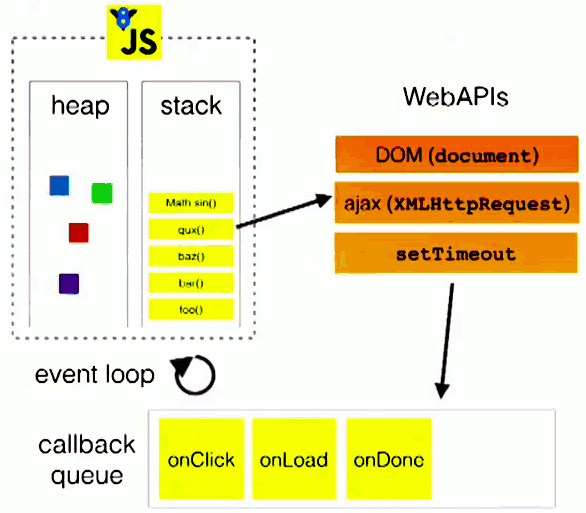 8
JS
heap
stack
WebAPIs
DOM (document)
Math sin()
ajax (XMLHttpRequest)
qux()
baz()
setTimeout
bar()
foo()
event loop
callback
queue
onClick
onLoad
onDone